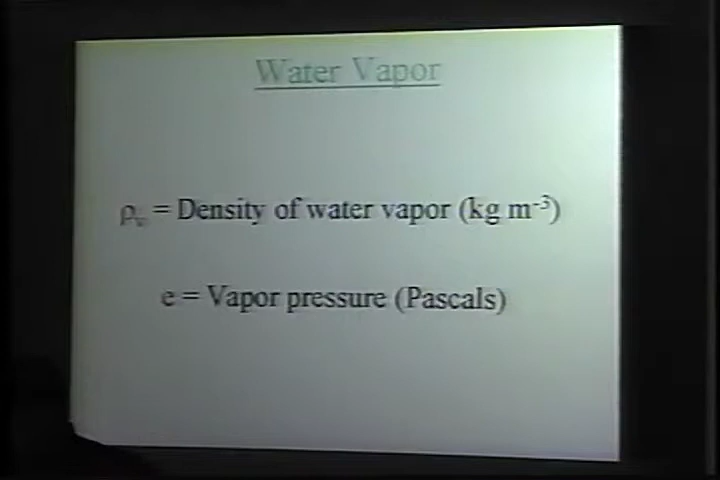 Water Vapor
ρᵥ = Density of water vapor (kg m⁻³)
e = Vapor pressure (Pascals)